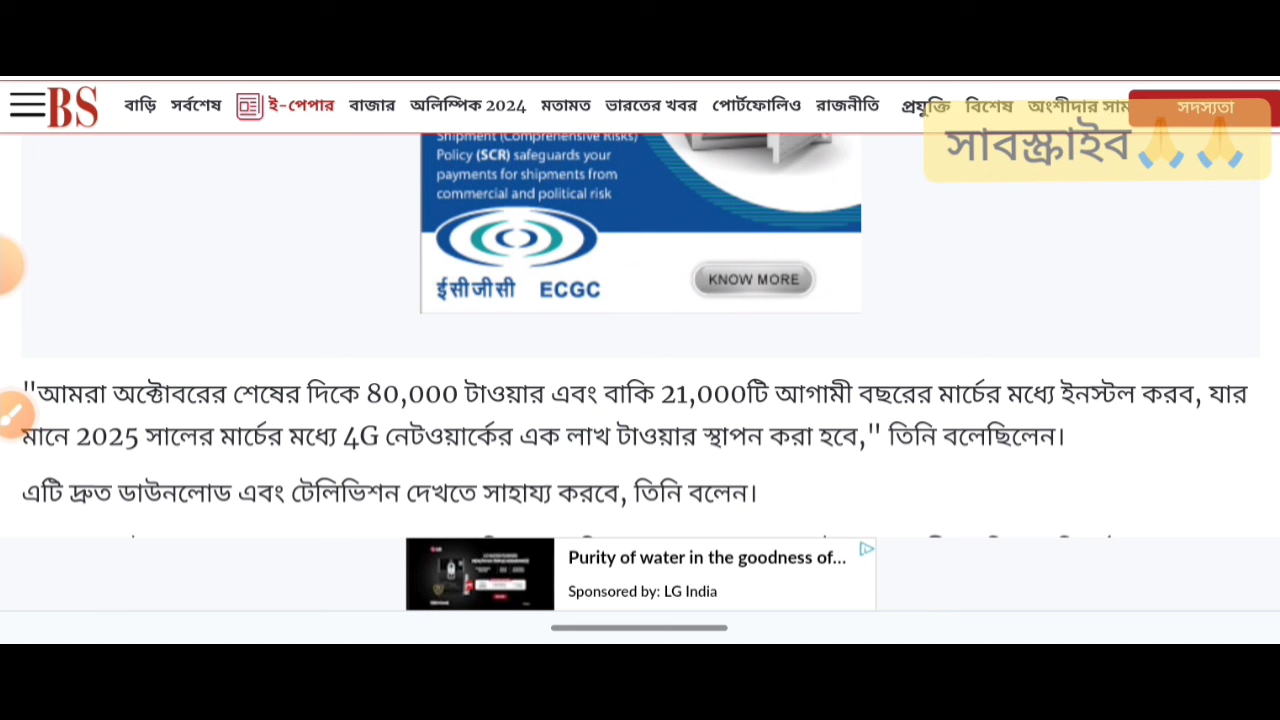 BS বাড়ি সর্বশেষ ই-পেপার বাজার অলিম্পিক 2024 মতামত ভারতের খবর পোর্টফোলিও রাজনীতি প্রযুক্তি বিশেষ অংশীদার সাম সদস্যতা
সাবস্ক্রাইব🙏🙏
Shipment (Comprehensive Risks)
Policy (SCR) safeguards your
payments for shipments from
commercial and political risk
ईसीजीसी ECGC
KNOW MORE
"আমরা অক্টোবরের শেষের দিকে 80,000 টাওয়ার এবং বাকি 21,000টি আগামী বছরের মার্চের মধ্যে ইনস্টল করব, যার
মানে 2025 সালের মার্চের মধ্যে 4G নেটওয়ার্কের এক লাখ টাওয়ার স্থাপন করা হবে," তিনি বলেছিলেন।
এটি দ্রুত ডাউনলোড এবং টেলিভিশন দেখতে সাহায্য করবে, তিনি বলেন।
Purity of water in the goodness of...
Sponsored by: LG India